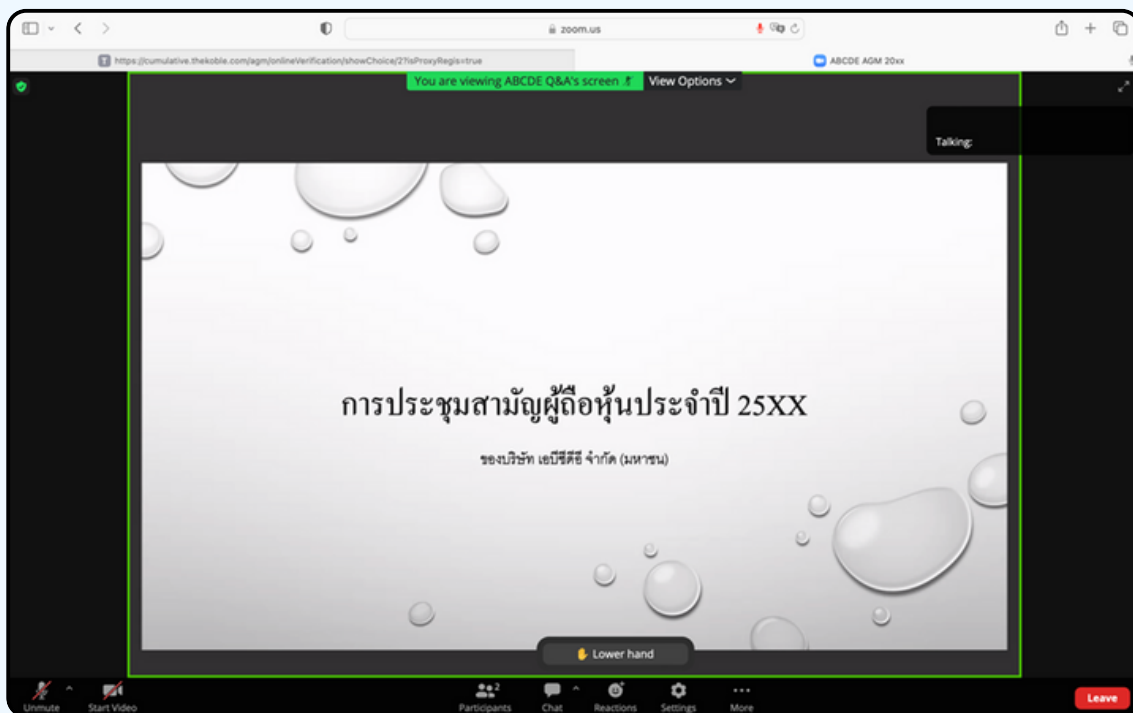 zoom.us
https://cumulative.thekoble.com/agm/onlineVerification/showChoice/2?isProxyRegis=true
ABCDE AGM 20xx
You are viewing ABCDE Q&A's screen
View Options
Talking:
การประชุมสามัญผู้ถือหุ้นประจำปี 25XX
ของบริษัท เอบีซีดีอี จำกัด (มหาชน)
Lower hand
Unmute
Start Video
2
Participants
Chat
Reactions
Settings
More
Leave